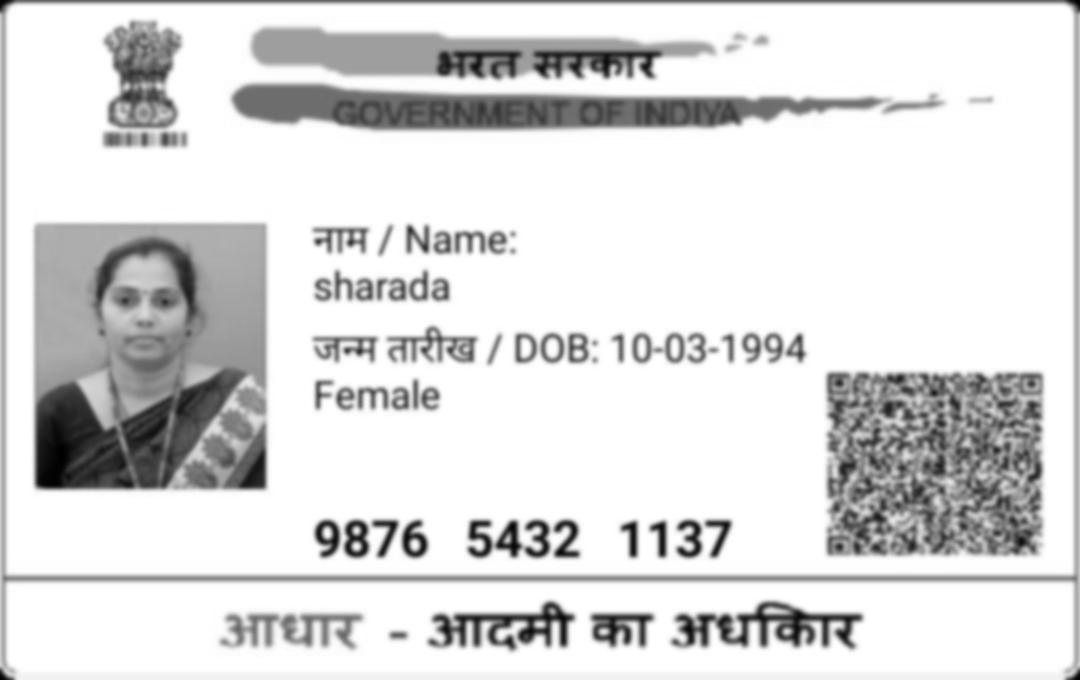 भरत सरकार
GOVERNMENT OF INDIYA
नाम / Name:
sharada
जन्म तारीख / DOB: 10-03-1994
Female
9876 5432 1137
आधार - आदमी का अधकिार